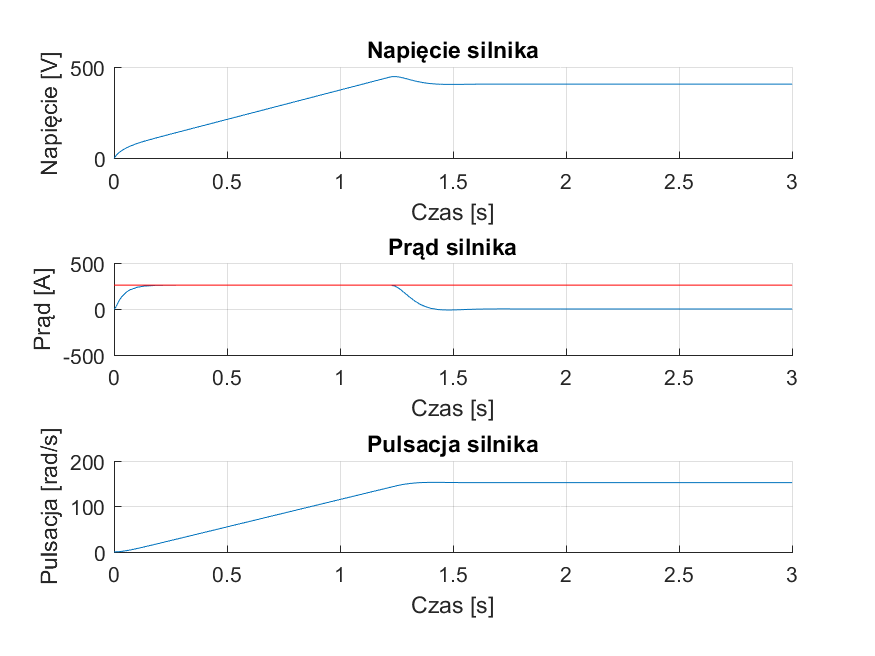 Napięcie silnika
Napięcie [V]
500
0
0 0.5 1 1.5 2 2.5 3
Czas [s]
Prąd silnika
Prąd [A]
500
0
-500
0 0.5 1 1.5 2 2.5 3
Czas [s]
Pulsacja silnika
Pulsacja [rad/s]
200
100
0
0 0.5 1 1.5 2 2.5 3
Czas [s]